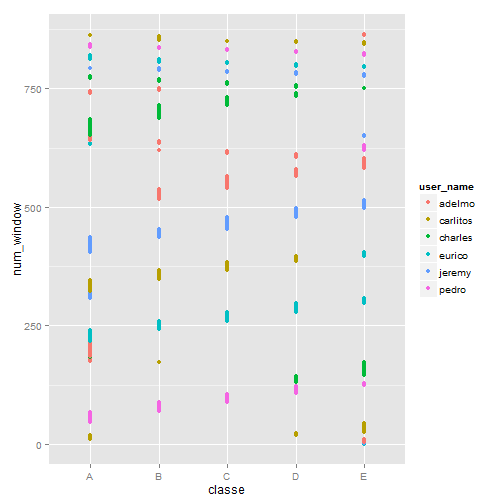 750
500
250
0
num_window
A B C D E
classe
user_name
adelmo
carlitos
charles
eurico
jeremy
pedro